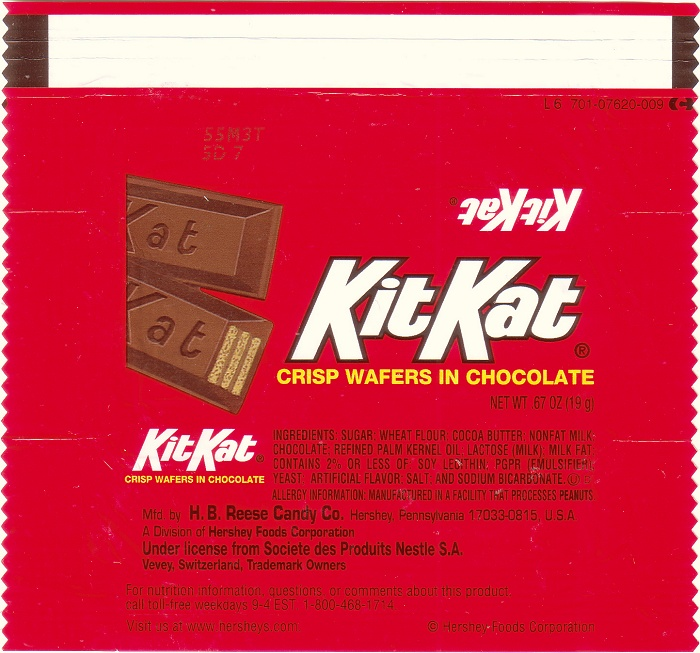 L5 701-07620-009
55M3T
SD 7
KitKat®
Kat
Kat
KitKat®
CRISP WAFERS IN CHOCOLATE
NET WT .67 OZ (19 g)
KitKat®
CRISP WAFERS IN CHOCOLATE
INGREDIENTS: SUGAR; WHEAT FLOUR; COCOA BUTTER; NONFAT MILK;
CHOCOLATE; REFINED PALM KERNEL OIL; LACTOSE (MILK); MILK FAT;
CONTAINS 2% OR LESS OF: SOY LECITHIN; PGPR (EMULSIFIER);
YEAST; ARTIFICIAL FLAVOR; SALT; AND SODIUM BICARBONATE.
ALLERGY INFORMATION: MANUFACTURED IN A FACILITY THAT PROCESSES PEANUTS
Mfd. by H. B. Reese Candy Co. Hershey, Pennsylvania 17033-0815, U.S.A.
A Division of Hershey Foods Corporation
Under license from Societe des Produits Nestle S.A.
Vevey, Switzerland, Trademark Owners
For nutrition information, questions, or comments about this product,
call toll-free weekdays 9-4 EST, 1-800-468-1714.
Visit us at www.hersheys.com
© Hershey Foods Corporation